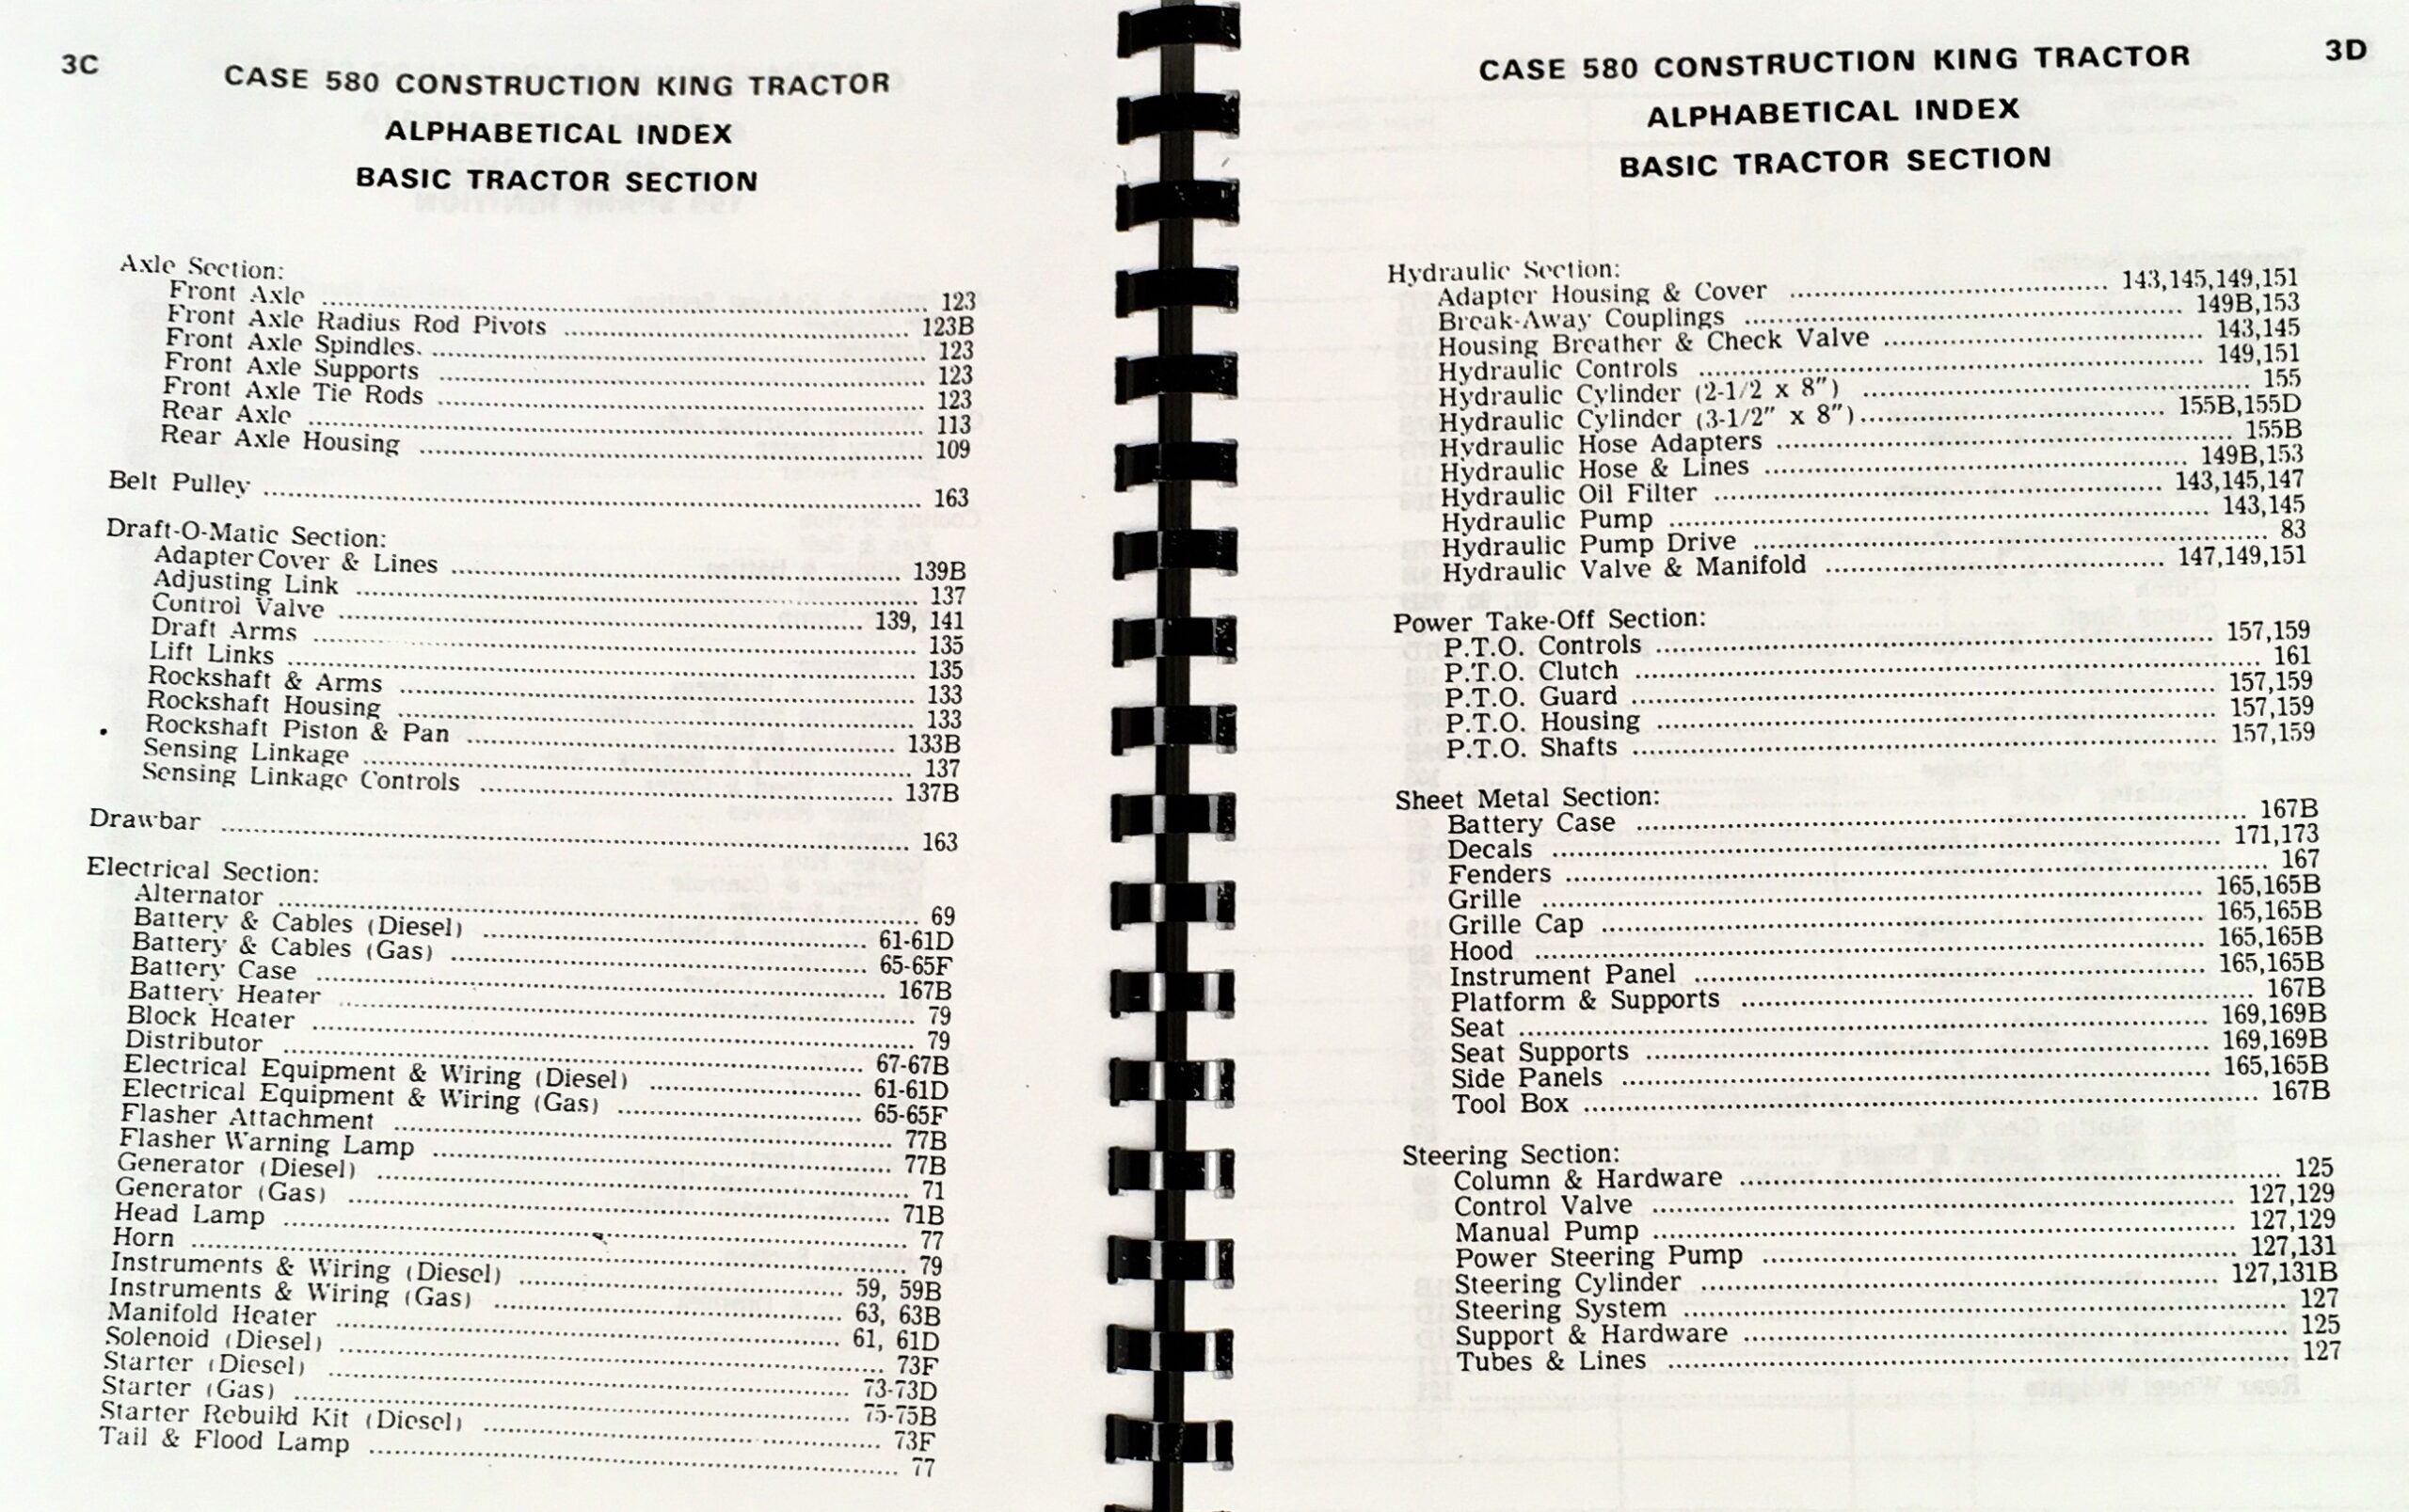 3C
CASE 580 CONSTRUCTION KING TRACTOR
ALPHABETICAL INDEX
BASIC TRACTOR SECTION
Axle Section:
Front Axle ........ 123
Front Axle Radius Rod Pivots ........ 123B
Front Axle Spindles. ........ 123
Front Axle Supports ........ 123
Front Axle Tie Rods ........ 123
Rear Axle ........ 113
Rear Axle Housing ........ 109
Belt Pulley ........ 163
Draft-O-Matic Section:
Adapter Cover & Lines ........ 139B
Adjusting Link ........ 137
Control Valve ........ 139, 141
Draft Arms ........ 135
Lift Links ........ 135
Rockshaft & Arms ........ 133
Rockshaft Housing ........ 133
Rockshaft Piston & Pan ........ 133B
Sensing Linkage ........ 137
Sensing Linkage Controls ........ 137B
Drawbar ........ 163
Electrical Section:
Alternator ........ 69
Battery & Cables (Diesel) ........ 61-61D
Battery & Cables (Gas) ........ 65-65F
Battery Case ........ 167B
Battery Heater ........ 79
Block Heater ........ 79
Distributor ........ 67-67B
Electrical Equipment & Wiring (Diesel) ........ 61-61D
Electrical Equipment & Wiring (Gas) ........ 65-65F
Flasher Attachment ........ 77B
Flasher Warning Lamp ........ 77B
Generator (Diesel) ........ 71
Generator (Gas) ........ 71B
Head Lamp ........ 77
Horn ........ 79
Instruments & Wiring (Diesel) ........ 59, 59B
Instruments & Wiring (Gas) ........ 63, 63B
Manifold Heater ........ 61, 61D
Solenoid (Diesel) ........ 73F
Starter (Diesel) ........ 73-73D
Starter (Gas) ........ 75-75B
Starter Rebuild Kit (Diesel) ........ 73F
Tail & Flood Lamp ........ 77
3D
CASE 580 CONSTRUCTION KING TRACTOR
ALPHABETICAL INDEX
BASIC TRACTOR SECTION
Hydraulic Section:
Adapter Housing & Cover ........ 143,145,149,151
Break-Away Couplings ........ 149B,153
Housing Breather & Check Valve ........ 143,145
Hydraulic Controls ........ 149,151
Hydraulic Cylinder (2-1/2 x 8") ........ 155
Hydraulic Cylinder (3-1/2" x 8") ........ 155B,155D
Hydraulic Hose Adapters ........ 155B
Hydraulic Hose & Lines ........ 149B,153
Hydraulic Oil Filter ........ 143,145,147
Hydraulic Pump ........ 143,145
Hydraulic Pump Drive ........ 83
Hydraulic Valve & Manifold ........ 147,149,151
Power Take-Off Section:
P.T.O. Controls ........ 157,159
P.T.O. Clutch ........ 161
P.T.O. Guard ........ 157,159
P.T.O. Housing ........ 157,159
P.T.O. Shafts ........ 157,159
Sheet Metal Section:
Battery Case ........ 167B
Decals ........ 171,173
Fenders ........ 167
Grille ........ 165,165B
Grille Cap ........ 165,165B
Hood ........ 165,165B
Instrument Panel ........ 165,165B
Platform & Supports ........ 167B
Seat ........ 169,169B
Seat Supports ........ 169,169B
Side Panels ........ 165,165B
Tool Box ........ 167B
Steering Section:
Column & Hardware ........ 125
Control Valve ........ 127,129
Manual Pump ........ 127,129
Power Steering Pump ........ 127,131
Steering Cylinder ........ 127,131B
Steering System ........ 127
Support & Hardware ........ 125
Tubes & Lines ........ 127